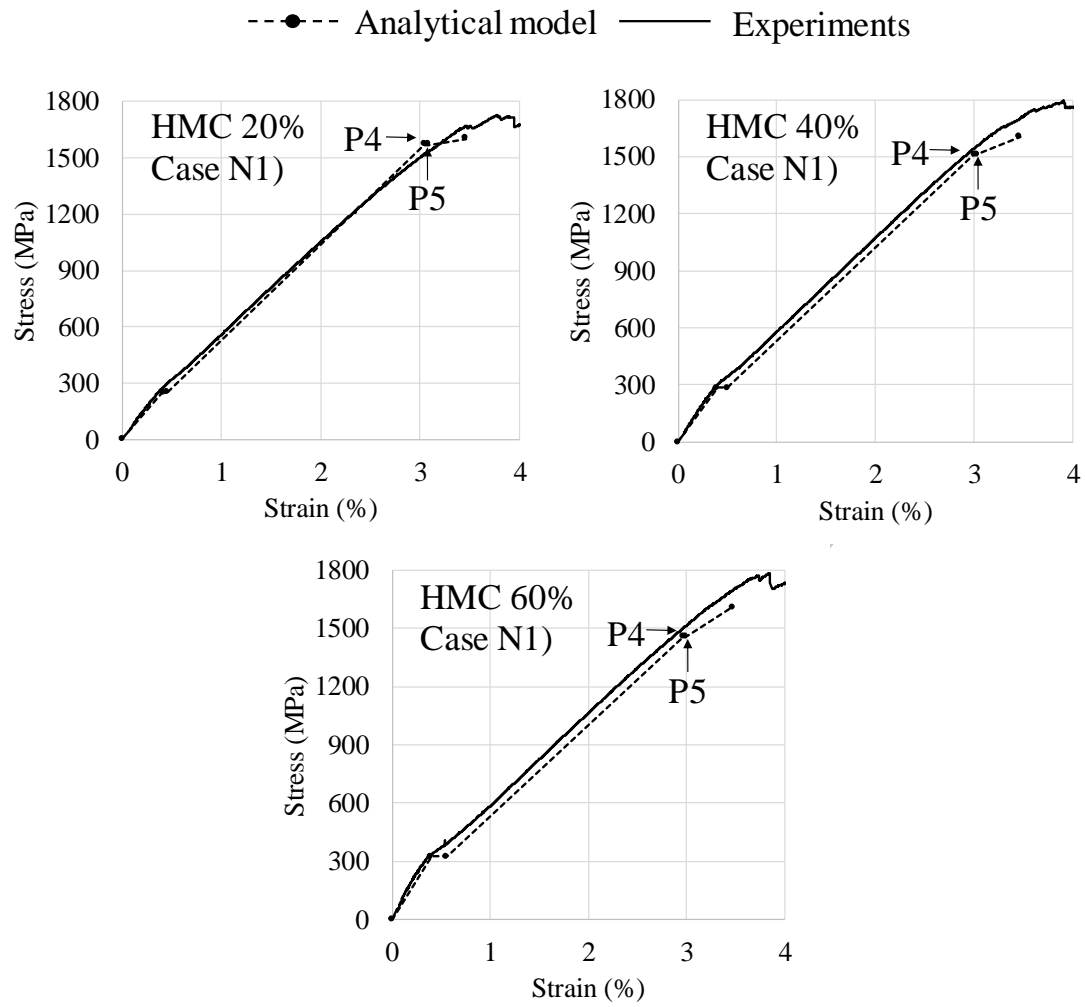 Analytical model Experiments
1800
1500
1200
900
600
300
0
Stress (MPa)
HMC 20%
Case N1)
P4
P5
0 1 2 3 4
Strain (%)
1800
1500
1200
900
600
300
0
Stress (MPa)
HMC 40%
Case N1)
P4
P5
0 1 2 3 4
Strain (%)
1800
1500
1200
900
600
300
0
Stress (MPa)
HMC 60%
Case N1)
P4
P5
0 1 2 3 4
Strain (%)